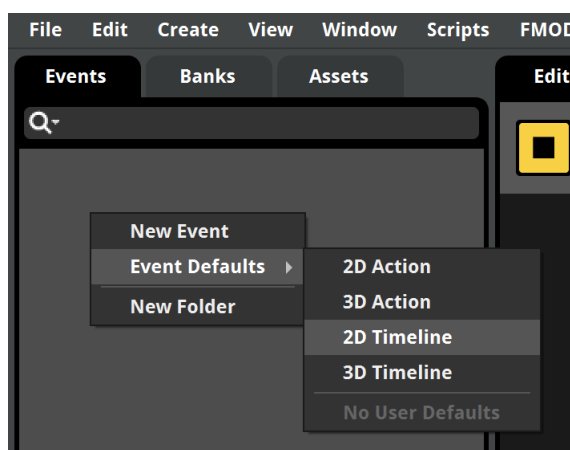 File Edit Create View Window Scripts FMOD
Events Banks Assets Edit
New Event
Event Defaults
New Folder
2D Action
3D Action
2D Timeline
3D Timeline
No User Defaults